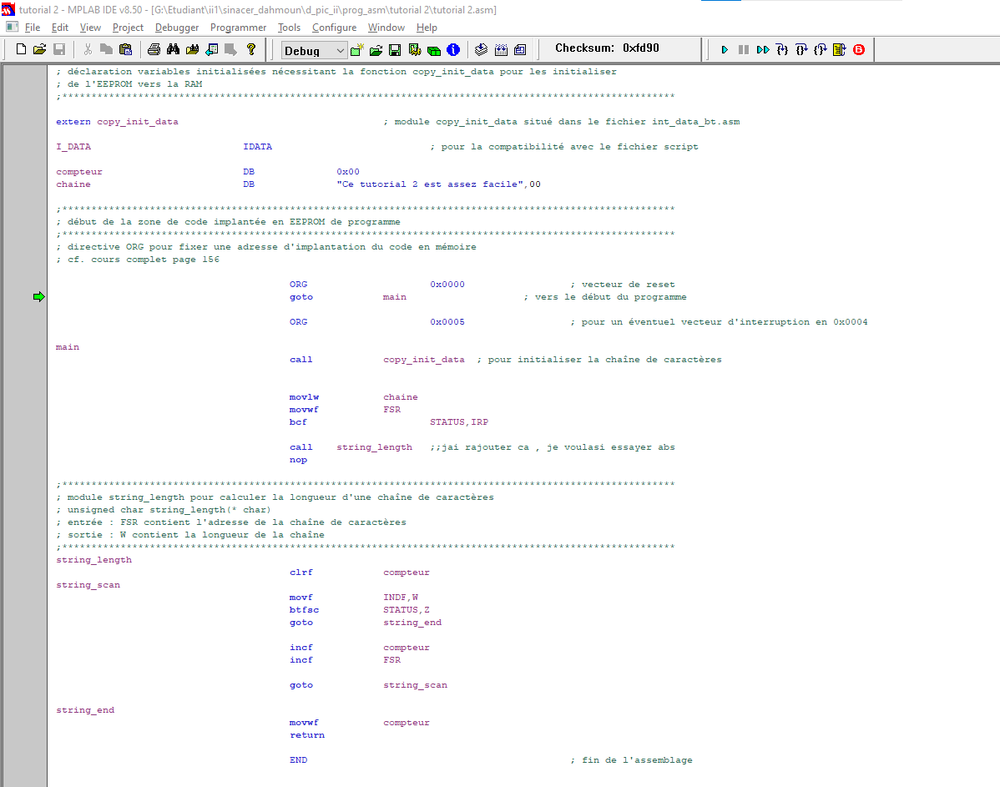 tutorial 2 - MPLAB IDE v8.50 - [G:\Etudiant\ii1\sinacer_dahmoun\d_pic_ii\prog_asm\tutorial 2\tutorial 2.asm]
File Edit View Project Debugger Programmer Tools Configure Window Help
Debug Checksum: 0xfd90
; déclaration variables initialisées nécessitant la fonction copy_init_data pour les initialiser
; de l'EEPROM vers la RAM
;*********************************************************************************************************
extern copy_init_data ; module copy_init_data situé dans le fichier int_data_bt.asm
I_DATA IDATA ; pour la compatibilité avec le fichier script
compteur DB 0x00
chaine DB "Ce tutorial 2 est assez facile",00
;*********************************************************************************************************
; début de la zone de code implantée en EEPROM de programme
;*********************************************************************************************************
; directive ORG pour fixer une adresse d'implantation du code en mémoire
; cf. cours complet page 156
ORG 0x0000 ; vecteur de reset
goto main ; vers le début du programme
ORG 0x0005 ; pour un éventuel vecteur d'interruption en 0x0004
main
call copy_init_data ; pour initialiser la chaîne de caractères
movlw chaine
movwf FSR
bcf STATUS,IRP
call string_length ;;jai rajouter ca , je voulasi essayer abs
nop
;*********************************************************************************************************
; module string_length pour calculer la longueur d'une chaîne de caractères
; unsigned char string_length(* char)
; entrée : FSR contient l'adresse de la chaîne de caractères
; sortie : W contient la longueur de la chaîne
;*********************************************************************************************************
string_length
clrf compteur
string_scan
movf INDF,W
btfsc STATUS,Z
goto string_end
incf compteur
incf FSR
goto string_scan
string_end
movwf compteur
return
END ; fin de l'assemblage